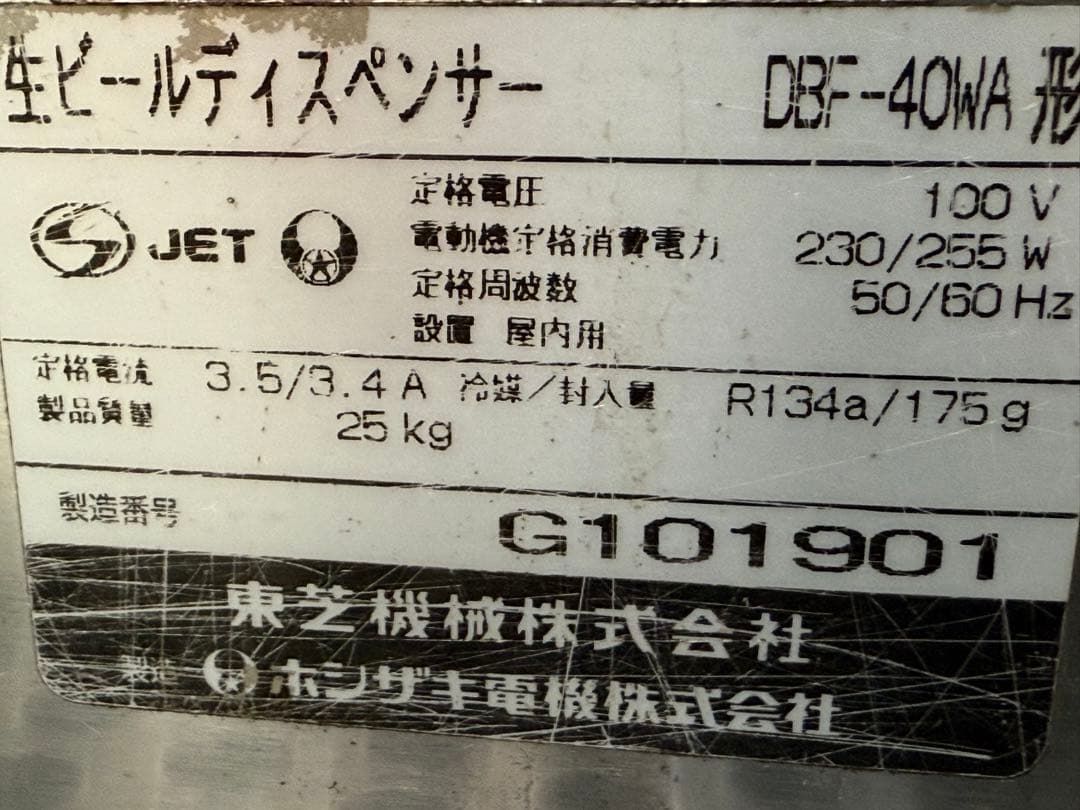 生ビールディスペンサー DBF-40WA 形
JET
定格電圧 100 V
電動機定格消費電力 230/255 W
定格周波数 50/60 Hz
設置 屋内用
定格電流 3.5/3.4 A 冷媒/封入量 R134a/175 g
製品質量 25 kg
製造番号 G101901
東芝機械株式会社
製造 ホシザキ電機株式会社